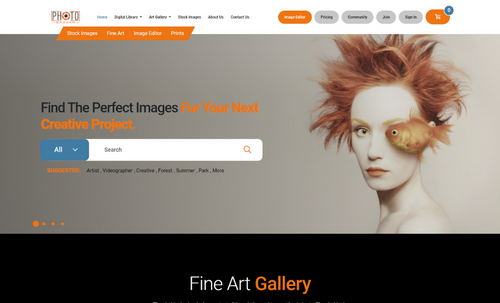 PHOTO
Home Digital Library Art Gallery Stock Images About Us Contact Us Image Editor Pricing Community Join Sign In 0
Stock Images Fine Art Image Editor Prints
Find The Perfect Images For Your Next
Creative Project.
All Search
SUGGESTED: Artist , Videographer , Creative , Forest , Summer , Park , More
Fine Art Gallery